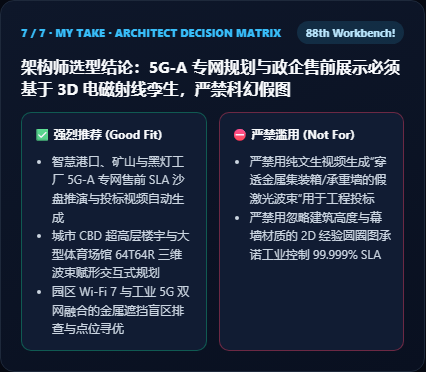 7 / 7 · MY TAKE · ARCHITECT DECISION MATRIX
88th Workbench!
架构师选型结论：5G-A 专网规划与政企售前展示必须
基于 3D 电磁射线孪生，严禁科幻假图
✅ 强烈推荐 (Good Fit)
• 智慧港口、矿山与黑灯工
厂 5G-A 专网售前 SLA 沙
盘推演与投标视频自动生
成
• 城市 CBD 超高层楼宇与大
型体育场馆 64T64R 三维
波束赋形交互式规划
• 园区 Wi-Fi 7 与工业 5G 双
网融合的金属遮挡盲区排
查与点位寻优
⛔ 严禁滥用 (Not For)
• 严禁用纯文生视频生成“穿
透金属集装箱/承重墙的假
激光波束”用于工程投标
• 严禁用忽略建筑高度与幕
墙材质的 2D 经验圆圈图承
诺工业控制 99.999% SLA